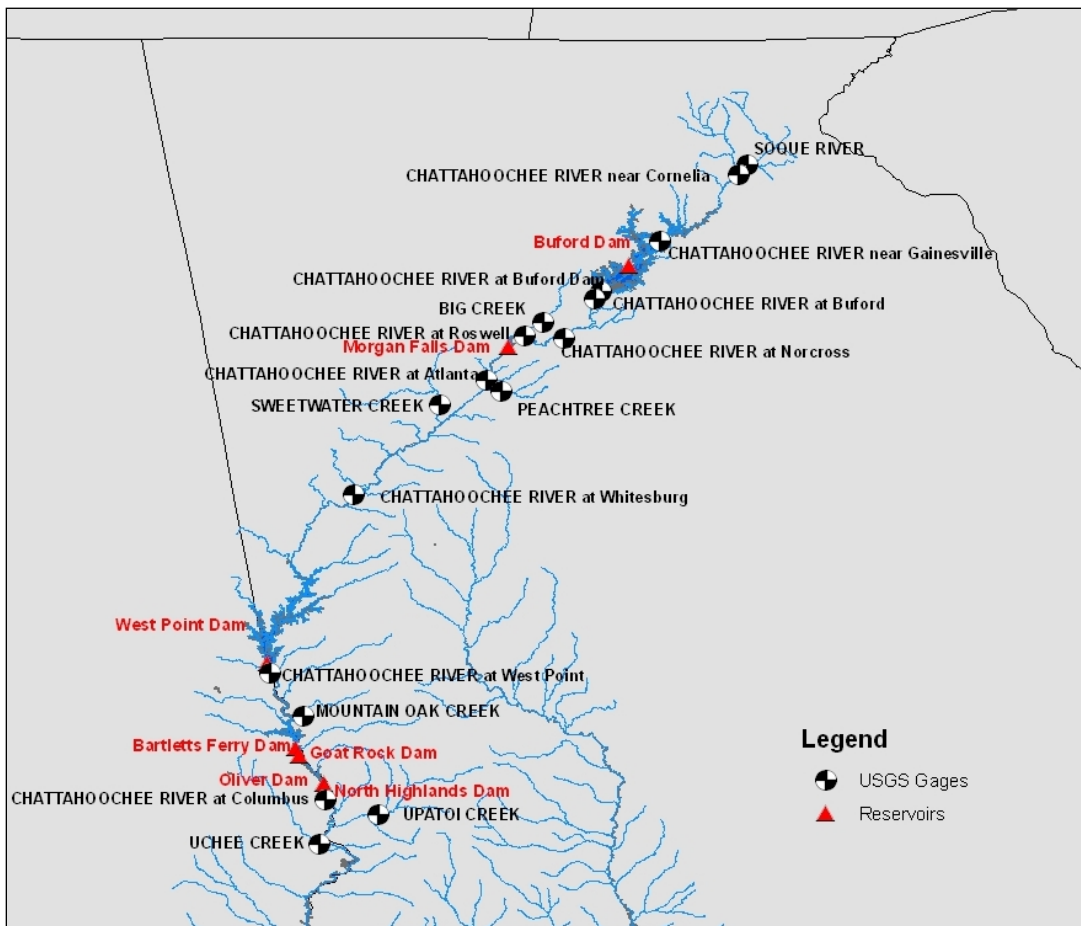 SOQUE RIVER
CHATTAHOOCHEE RIVER near Cornelia
Buford Dam
CHATTAHOOCHEE RIVER near Gainesville
CHATTAHOOCHEE RIVER at Buford Dam
BIG CREEK
CHATTAHOOCHEE RIVER at Buford
CHATTAHOOCHEE RIVER at Roswell
Morgan Falls Dam
CHATTAHOOCHEE RIVER at Norcross
CHATTAHOOCHEE RIVER at Atlanta
SWEETWATER CREEK
PEACHTREE CREEK
CHATTAHOOCHEE RIVER at Whitesburg
West Point Dam
CHATTAHOOCHEE RIVER at West Point
MOUNTAIN OAK CREEK
Bartletts Ferry Dam
Goat Rock Dam
Oliver Dam
North Highlands Dam
CHATTAHOOCHEE RIVER at Columbus
UPATOI CREEK
UCHEE CREEK
Legend
USGS Gages
Reservoirs